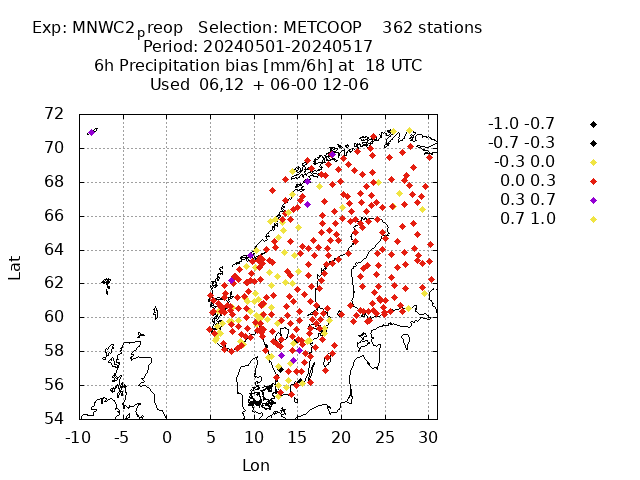 Exp: MNWC2preop Selection: METCOOP 362 stations
Period: 20240501-20240517
6h Precipitation bias [mm/6h] at 18 UTC
Used 06,12 + 06-00 12-06
72
70
68
66
64
62
60
58
56
54
-10 -5 0 5 10 15 20 25 30
Lat
Lon
-1.0 -0.7
-0.7 -0.3
-0.3 0.0
0.0 0.3
0.3 0.7
0.7 1.0